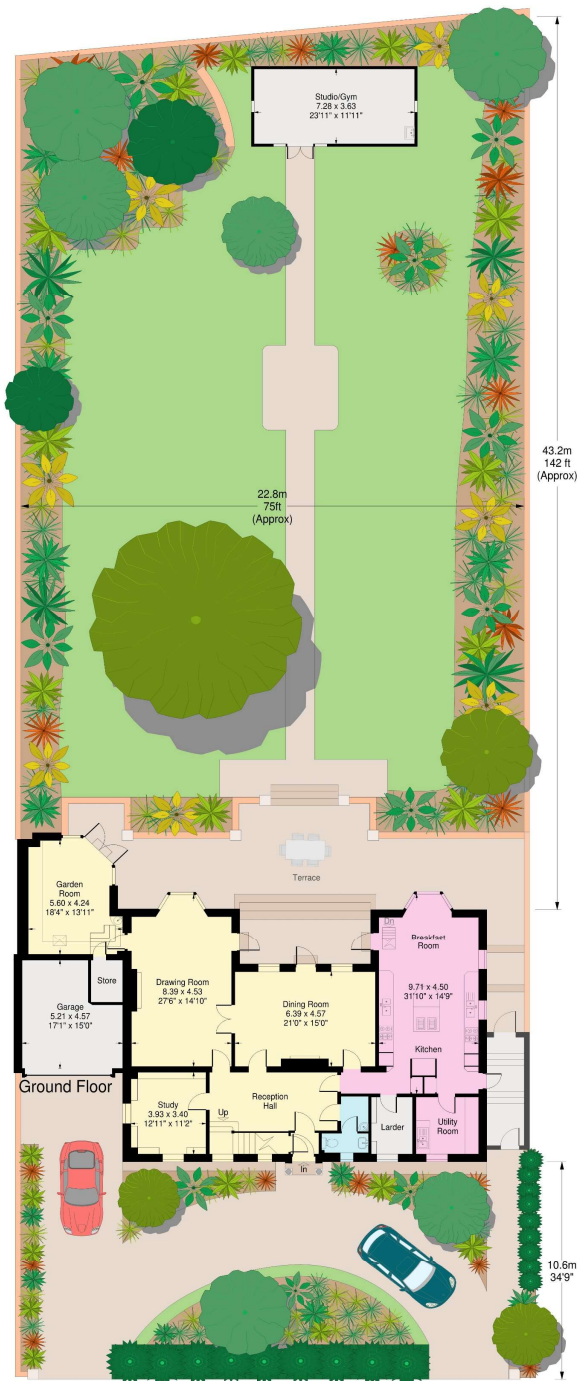 Studio/Gym
7.28 x 3.63
23'11" x 11'11"
43.2m
142 ft
(Approx)
22.8m
75ft
(Approx)
Terrace
Garden
Room
5.60 x 4.24
18'4" x 13'11"
Dn
Breakfast
Room
Store
Drawing Room
8.39 x 4.53
27'6" x 14'10"
Dining Room
6.39 x 4.57
21'0" x 15'0"
9.71 x 4.50
31'10" x 14'9"
Garage
5.21 x 4.57
17'1" x 15'0"
Kitchen
Ground Floor
Study
3.93 x 3.40
12'11" x 11'2"
Up
Reception
Hall
Larder
Utility
Room
In
10.6m
34'9"